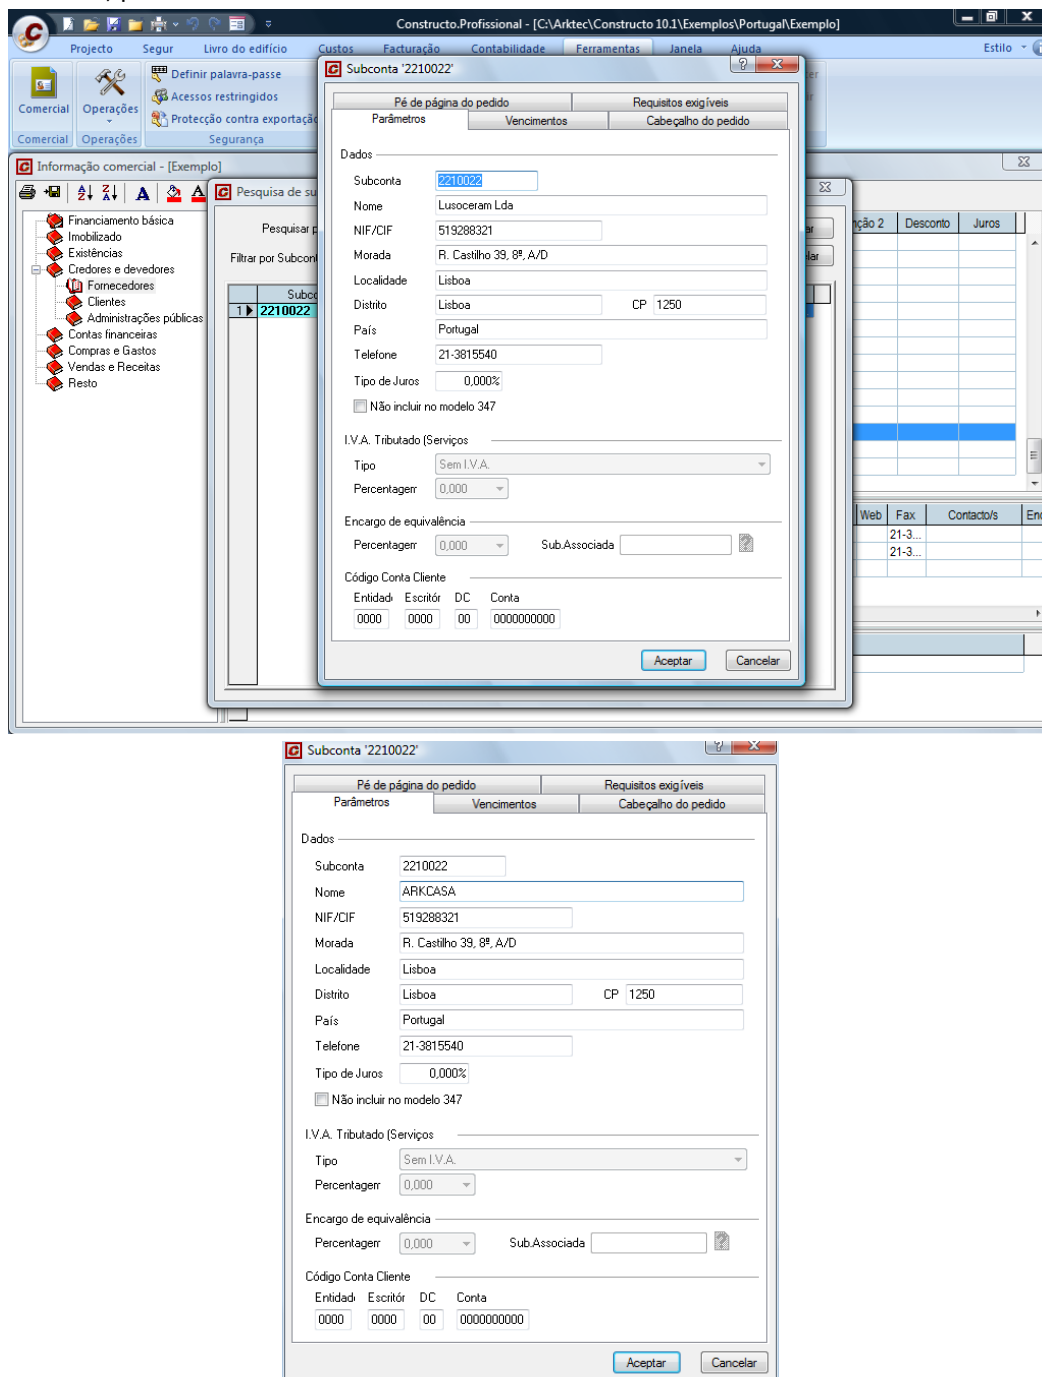 Constructo.Profissional - [C:\Arktec\Constructo 10.1\Exemplos\Portugal\Exemplo]
Projecto Segur Livro do edifício Custos Facturação Contabilidade Ferramentas Janela Ajuda Estilo
Comercial
Operações
Definir palavra-passe
Acessos restringidos
Protecção contra exportaçã
Comercial Operações Segurança
Informação comercial - [Exemplo]
Financiamento básica
Imobilizado
Existências
Credores e devedores
Fornecedores
Clientes
Administrações públicas
Contas financeiras
Compras e Gastos
Vendas e Receitas
Resto
Pesquisa de su
Pesquisar p
Filtrar por Subcont
Subco
1 2210022
nção 2 Desconto Juros
Web Fax Contacto/s
21-3...
21-3...
Subconta '2210022'
Pé de página do pedido Requisitos exigíveis
Parâmetros Vencimentos Cabeçalho do pedido
Dados
Subconta 2210022
Nome Lusoceram Lda
NIF/CIF 519288321
Morada R. Castilho 39, 8º, A/D
Localidade Lisboa
Distrito Lisboa CP 1250
País Portugal
Telefone 21-3815540
Tipo de Juros 0,000%
Não incluir no modelo 347
I.V.A. Tributado (Serviços
Tipo Sem I.V.A.
Percentagem 0,000
Encargo de equivalência
Percentagem 0,000 Sub.Associada
Código Conta Cliente
Entidad Escritór DC Conta
0000 0000 00 0000000000
Aceptar Cancelar
Subconta '2210022'
Pé de página do pedido Requisitos exigíveis
Parâmetros Vencimentos Cabeçalho do pedido
Dados
Subconta 2210022
Nome ARKCASA
NIF/CIF 519288321
Morada R. Castilho 39, 8º, A/D
Localidade Lisboa
Distrito Lisboa CP 1250
País Portugal
Telefone 21-3815540
Tipo de Juros 0,000%
Não incluir no modelo 347
I.V.A. Tributado (Serviços
Tipo Sem I.V.A.
Percentagem 0,000
Encargo de equivalência
Percentagem 0,000 Sub.Associada
Código Conta Cliente
Entidad Escritór DC Conta
0000 0000 00 0000000000
Aceptar Cancelar